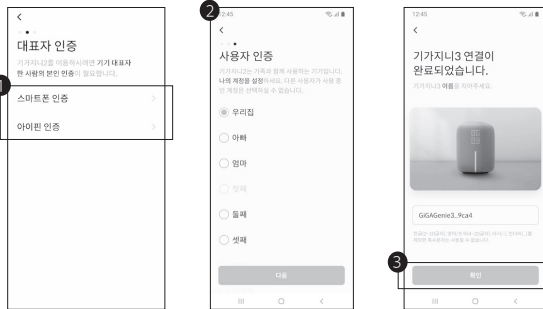 1
대표자 인증
기가지니2를 이용하시려면 기기 대표자
한 사람의 본인 인증이 필요합니다.
스마트폰 인증
아이핀 인증
2
12:45
사용자 인증
기가지니2는 가족과 함께 사용하는 기기입니다.
나의 계정을 설정하세요. 다른 사용자가 사용 중
인 계정은 선택하실 수 없습니다.
우리집
아빠
엄마
첫째
둘째
셋째
다음
12:45
기가지니3 연결이
완료되었습니다.
기가지니3 이름을 지어주세요.
GiGAGenie3_9ca4
3
확인